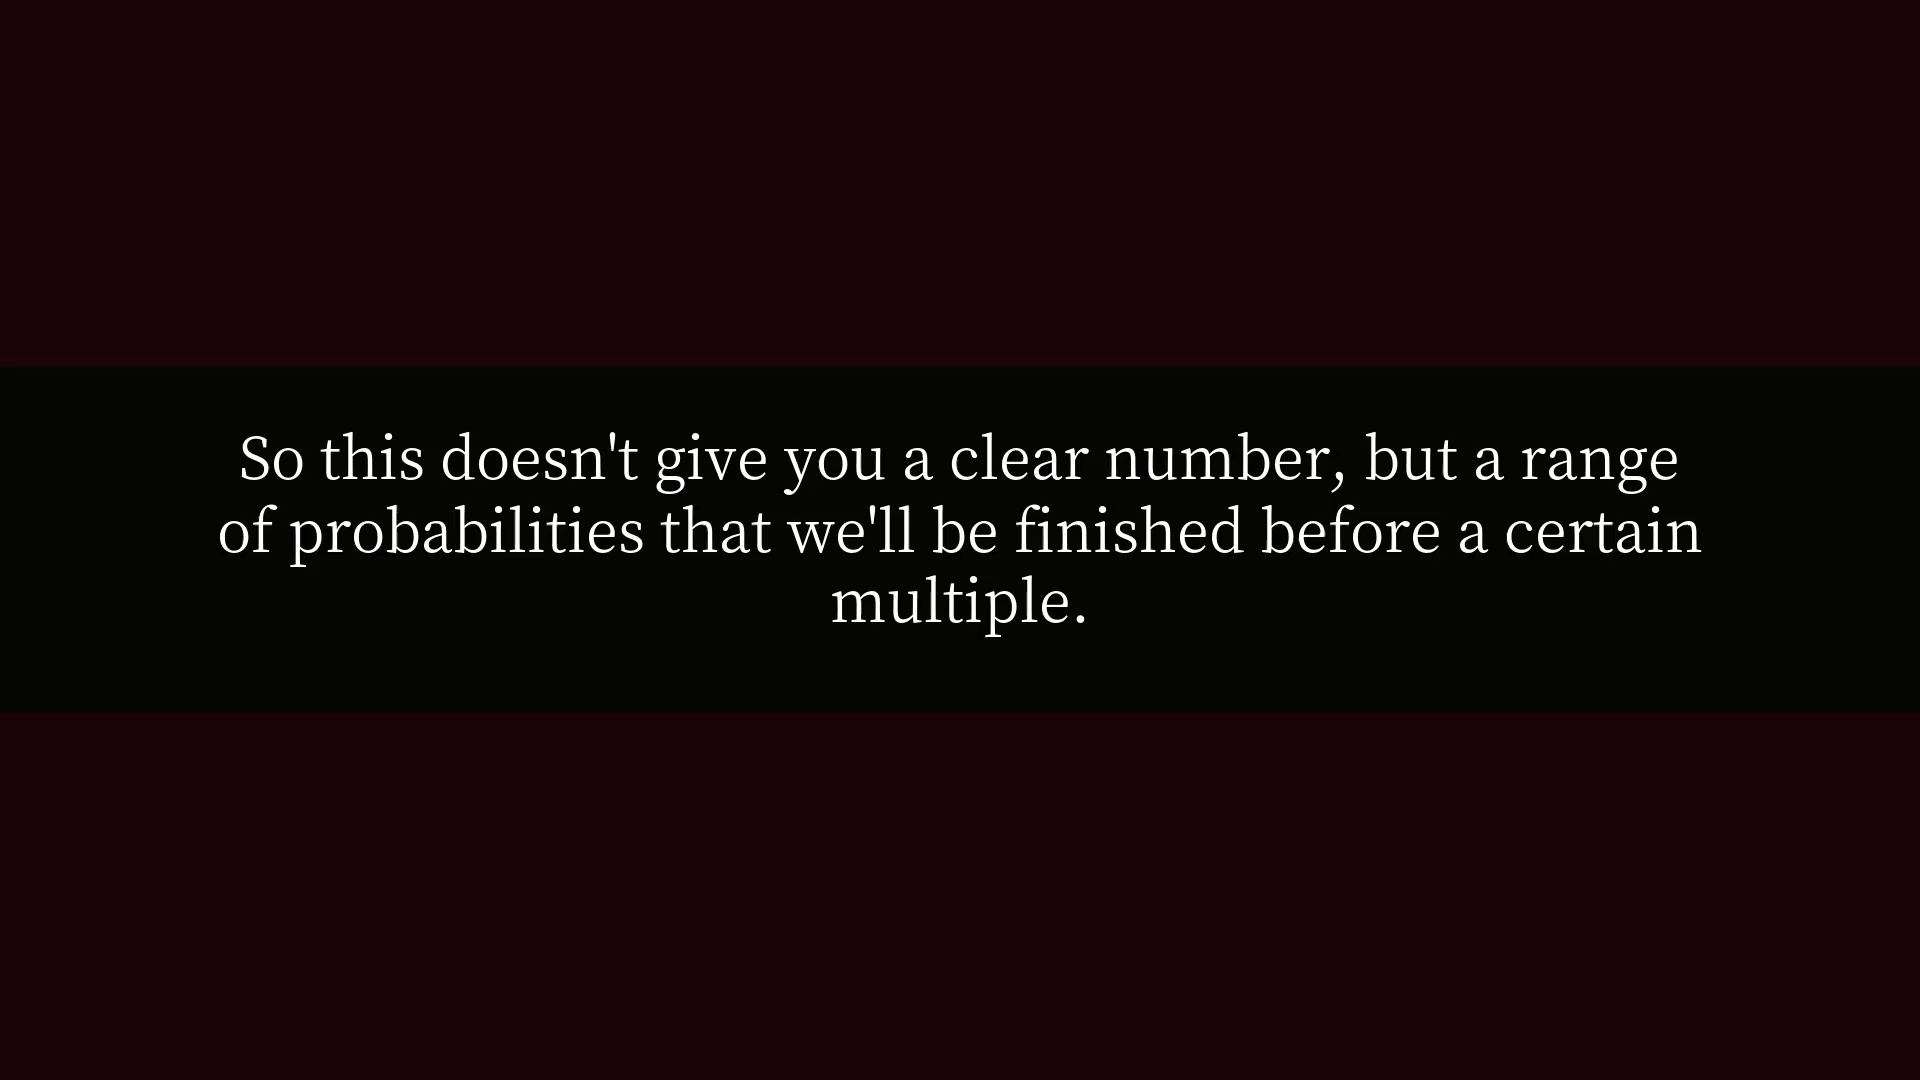 So this doesn't give you a clear number, but a range
of probabilities that we'll be finished before a certain
multiple.